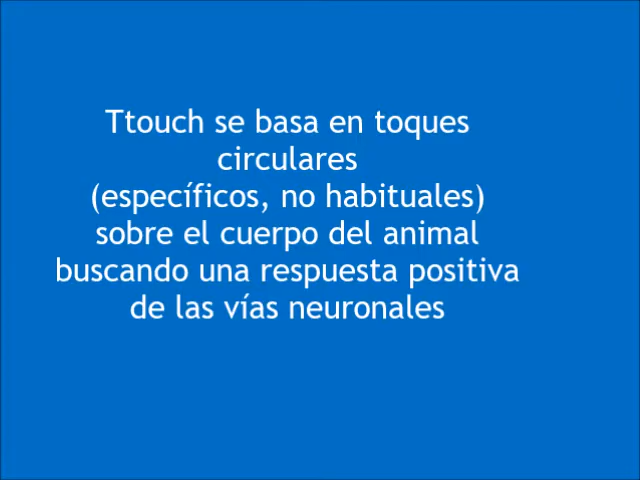 Ttouch se basa en toques
circulares
(específicos, no habituales)
sobre el cuerpo del animal
buscando una respuesta positiva
de las vías neuronales